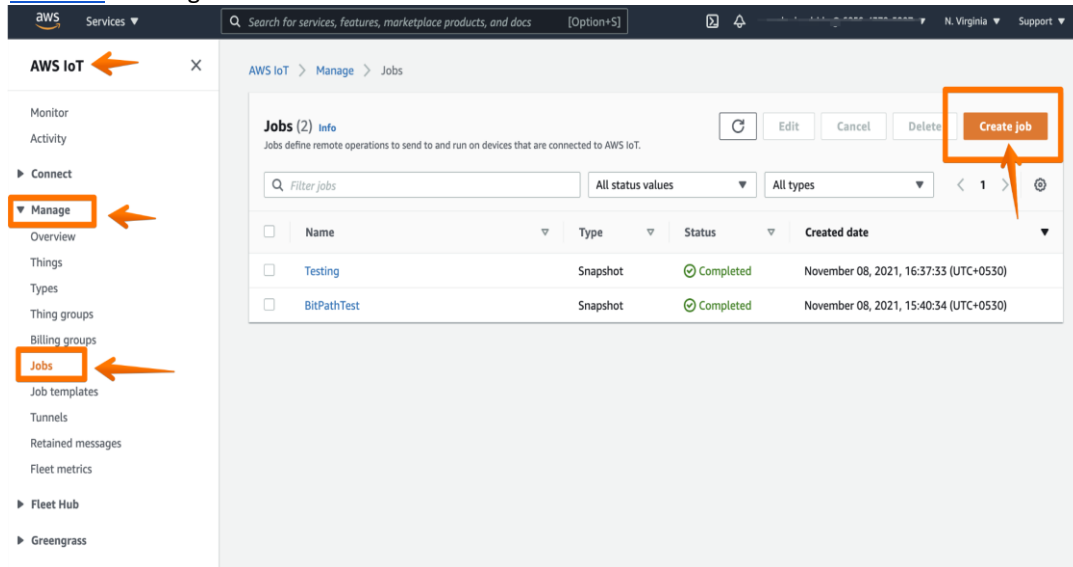 aws Services ▼ Search for services, features, marketplace products, and docs [Option+S] N. Virginia ▼ Support ▼
AWS IoT
AWS IoT > Manage > Jobs
Monitor
Activity
Connect
Manage
Overview
Things
Types
Thing groups
Billing groups
Jobs
Job templates
Tunnels
Retained messages
Fleet metrics
Fleet Hub
Greengrass
Jobs (2) Info
Jobs define remote operations to send to and run on devices that are connected to AWS IoT.
Edit Cancel Delete Create job
Filter jobs All status values All types 1
Name Type Status Created date
Testing Snapshot Completed November 08, 2021, 16:37:33 (UTC+0530)
BitPathTest Snapshot Completed November 08, 2021, 15:40:34 (UTC+0530)